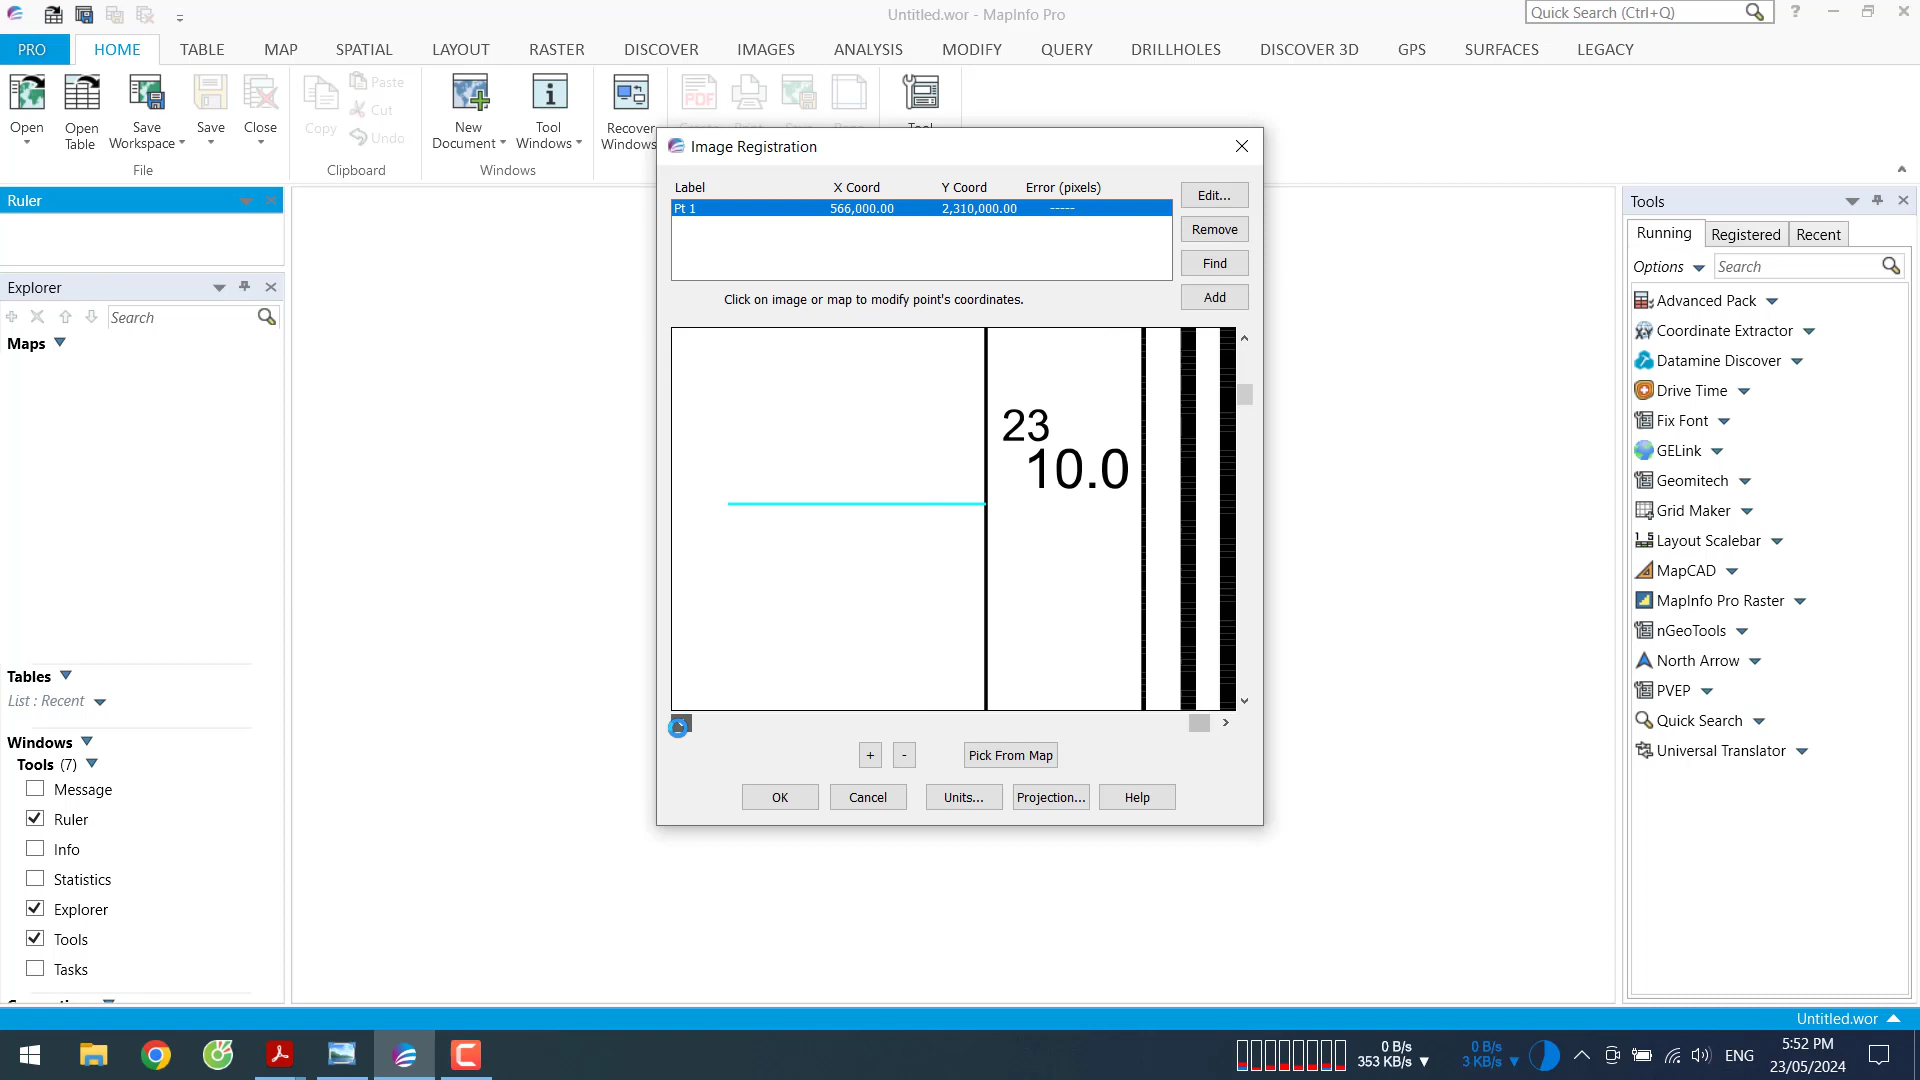 Untitled.wor - MapInfo Pro
Quick Search (Ctrl+Q)
PRO HOME TABLE MAP SPATIAL LAYOUT RASTER DISCOVER IMAGES ANALYSIS MODIFY QUERY DRILLHOLES DISCOVER 3D GPS SURFACES LEGACY
Open
Open Table
Save Workspace
Save
Close
File
Copy
Paste
Cut
Undo
Clipboard
New Document
Tool Windows
Windows
Recover Windows
Image Registration
Label X Coord Y Coord Error (pixels)
Pt 1 566,000.00 2,310,000.00 -----
Edit...
Remove
Find
Add
Click on image or map to modify point's coordinates.
23
10.0
+ - Pick From Map
OK Cancel Units... Projection... Help
Ruler
Explorer
Search
Maps
Tables
List : Recent
Windows
Tools (7)
Message
Ruler
Info
Statistics
Explorer
Tools
Tasks
Tools
Running Registered Recent
Options Search
Advanced Pack
Coordinate Extractor
Datamine Discover
Drive Time
Fix Font
GELink
Geomitech
Grid Maker
Layout Scalebar
MapCAD
MapInfo Pro Raster
nGeoTools
North Arrow
PVEP
Quick Search
Universal Translator
Untitled.wor
0 B/s
353 KB/s
0 B/s
3 KB/s
ENG
5:52 PM
23/05/2024